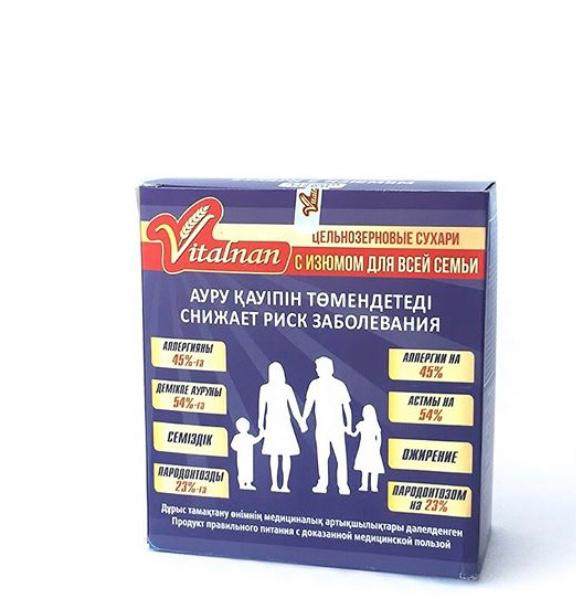 Vitalnan
ЦЕЛЬНОЗЕРНОВЫЕ СУХАРИ
С ИЗЮМОМ ДЛЯ ВСЕЙ СЕМЬИ
АУРУ ҚАУІПІН ТӨМЕНДЕТЕДІ
СНИЖАЕТ РИСК ЗАБОЛЕВАНИЯ
АЛЛЕРГИЯНЫ
45%-ға
ДЕМІКПЕ АУРУНЫ
54%-ға
СЕМІЗДІК
ПАРОДОНТОЗДЫ
23%-ға
АЛЛЕРГИИ НА
45%
АСТМЫ НА
54%
ОЖИРЕНИЕ
ПАРОДОНТОЗОМ
НА 23%
Дұрыс тамақтану өнімнің медициналық артықшылықтары дәлелденген
Продукт правильного питания с доказанной медицинской пользой